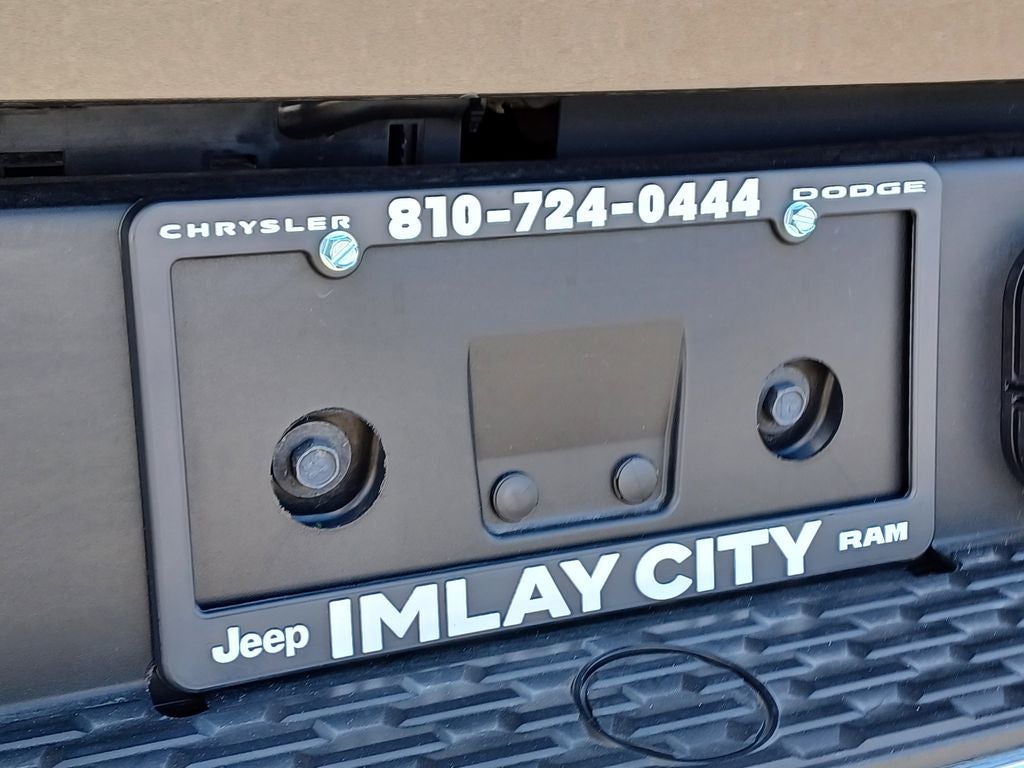 CHRYSLER 810-724-0444 DODGE
Jeep IMLAY CITY RAM